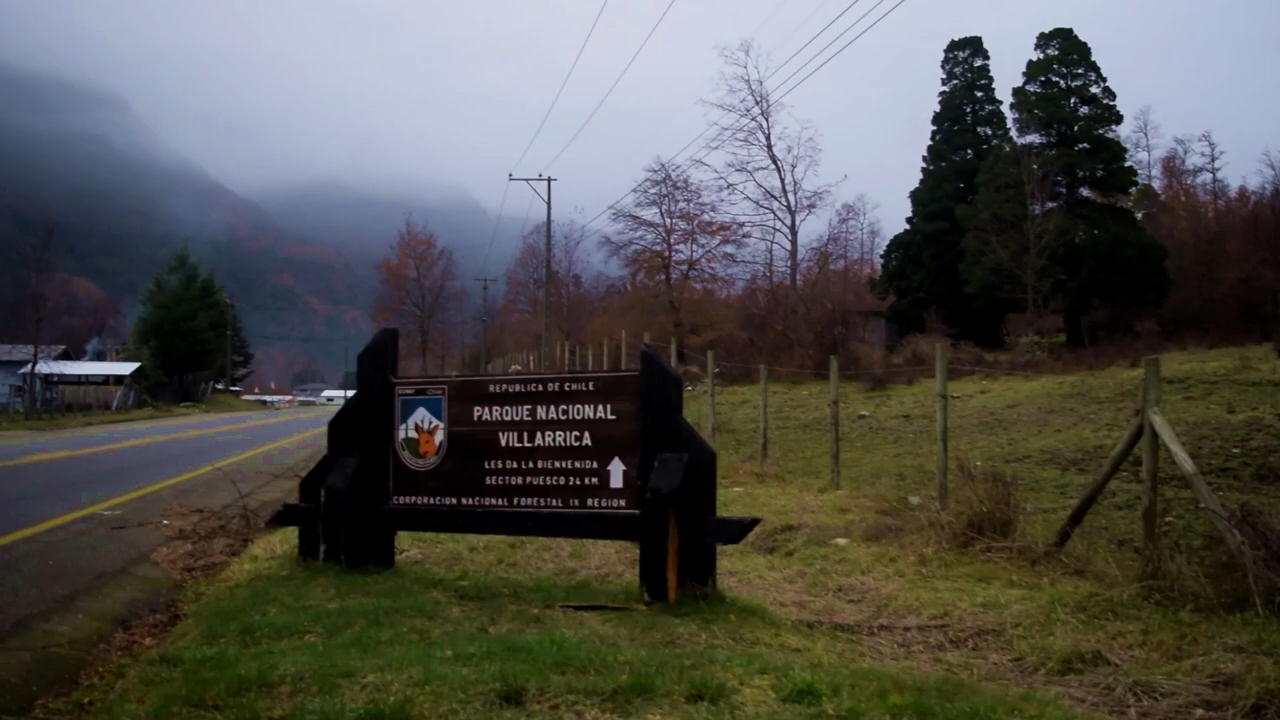 REPUBLICA DE CHILE
PARQUE NACIONAL
VILLARRICA
LES DA LA BIENVENIDA
SECTOR PUESCO 24 KM.
CORPORACION NACIONAL FORESTAL IX REGION